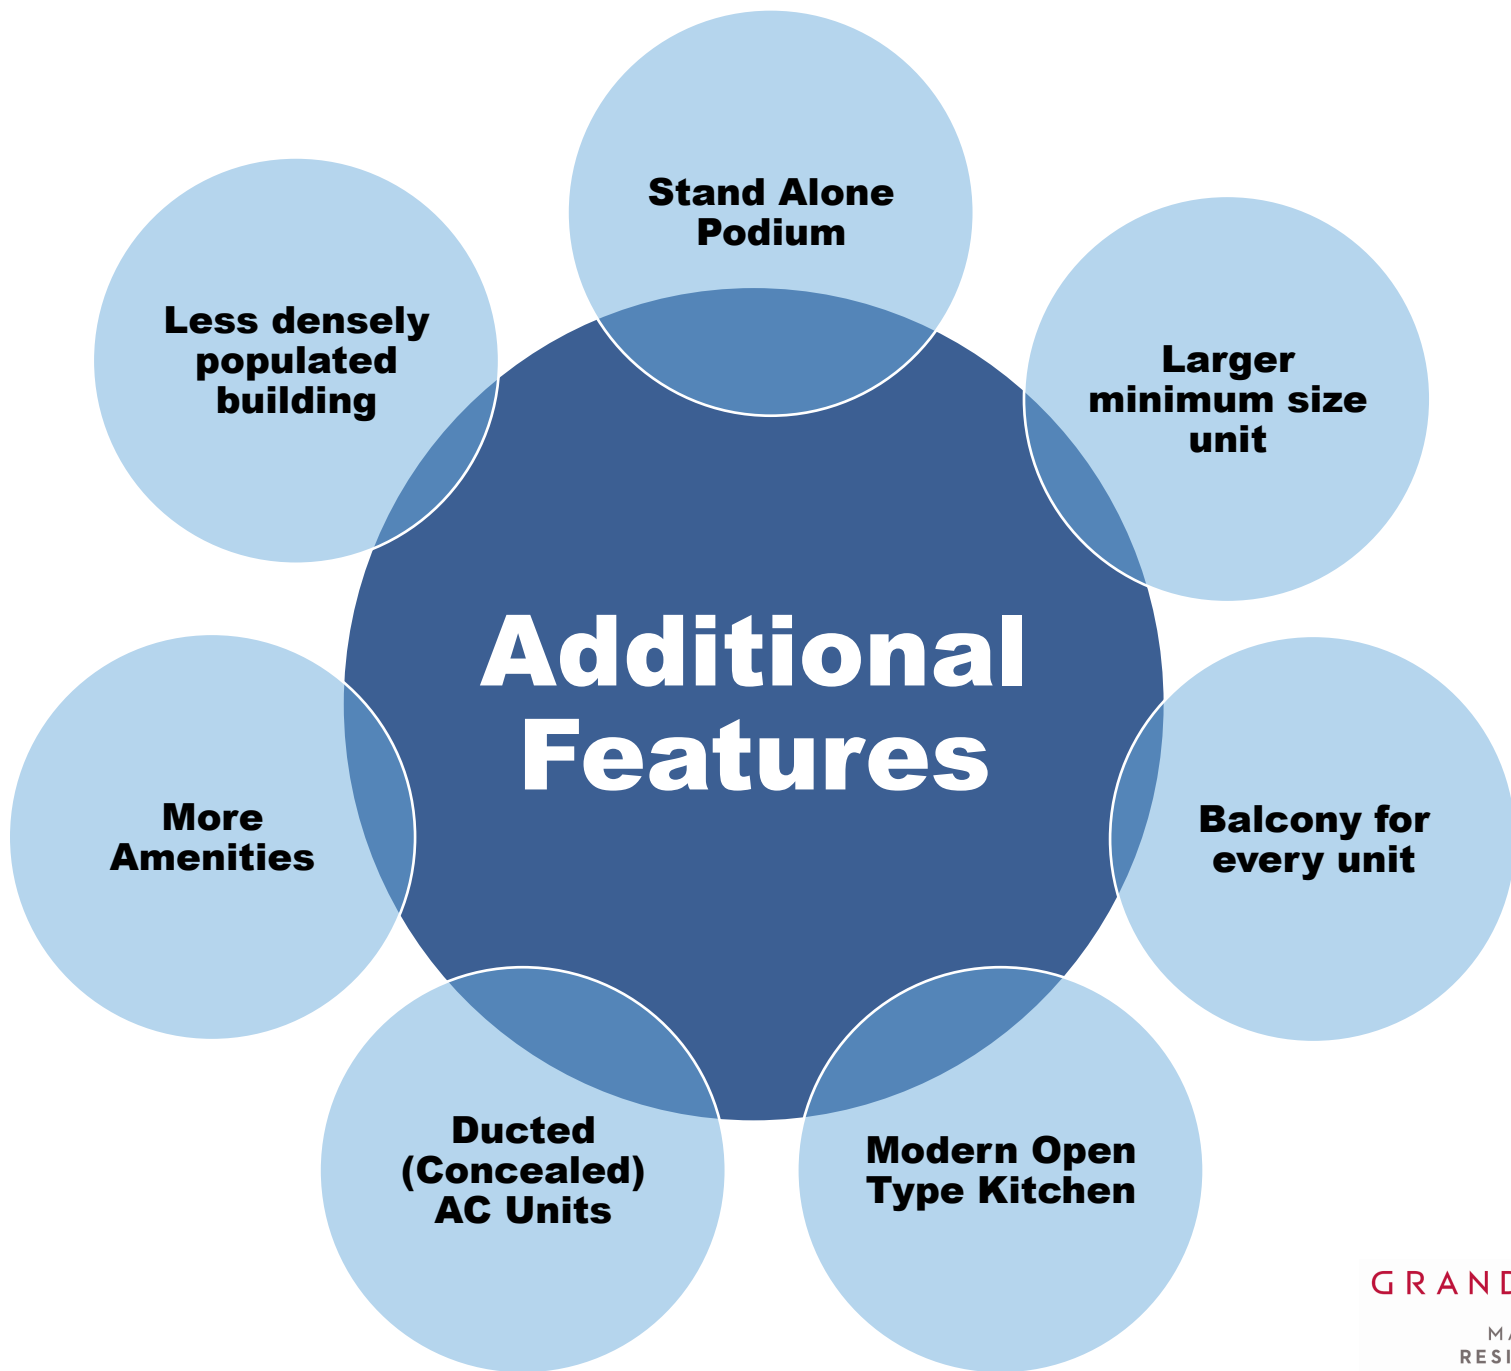 Stand Alone
Podium
Less densely
populated
building
Larger
minimum size
unit
Additional
Features
More
Amenities
Balcony for
every unit
Ducted
(Concealed)
AC Units
Modern Open
Type Kitchen
GRAND